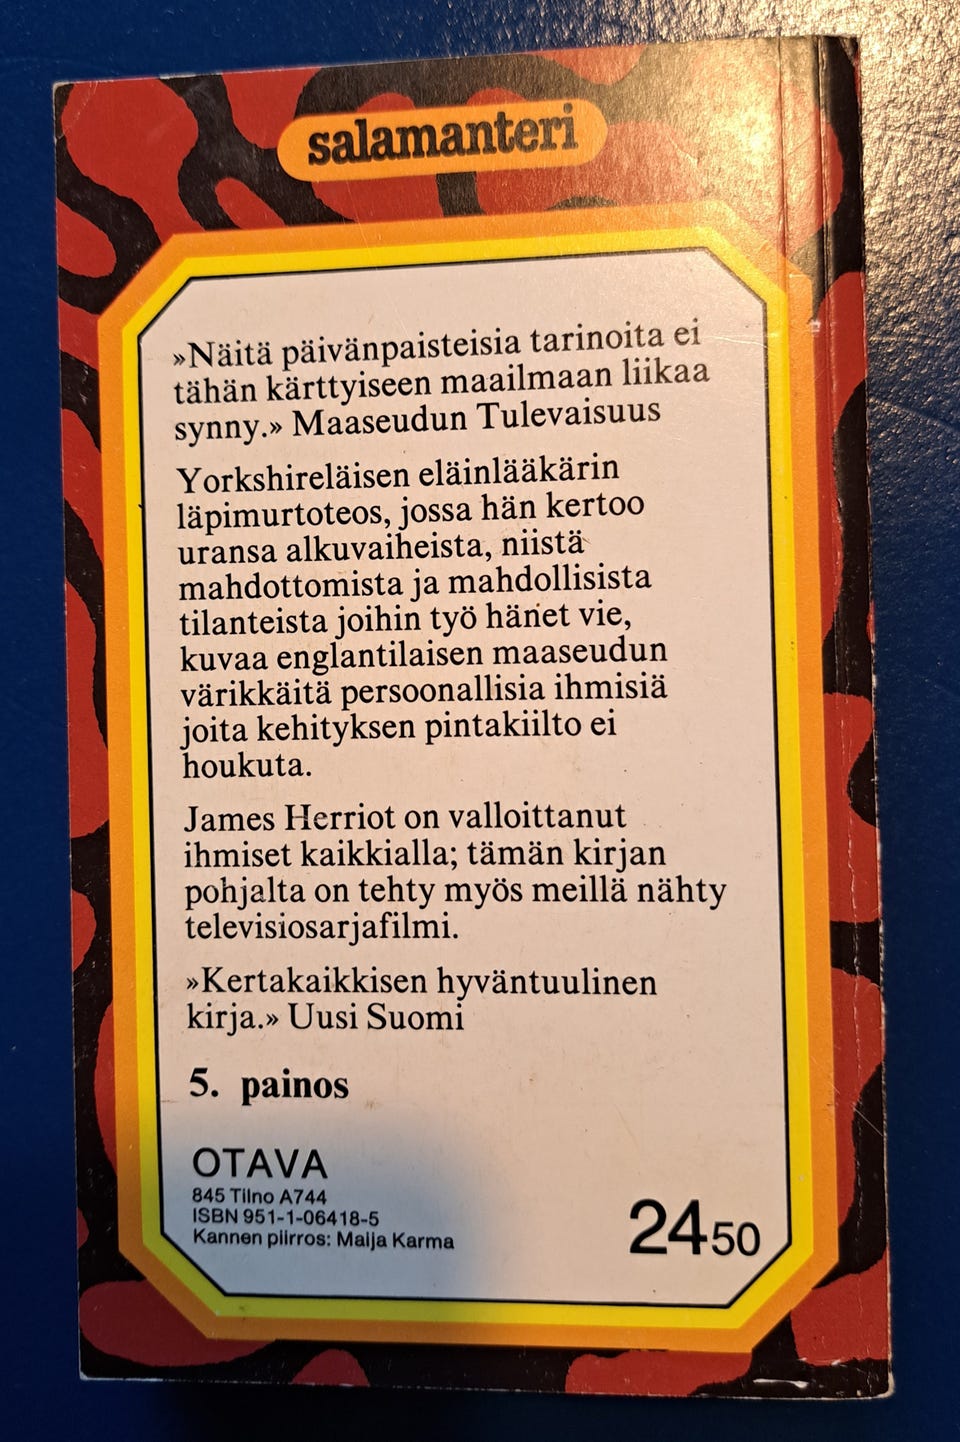 salamanteri
»Näitä päivänpaisteisia tarinoita ei
tähän kärttyiseen maailmaan liikaa
synny.» Maaseudun Tulevaisuus
Yorkshireläisen eläinlääkärin
läpimurtoteos, jossa hän kertoo
uransa alkuvaiheista, niistä
mahdottomista ja mahdollisista
tilanteista joihin työ hänet vie,
kuvaa englantilaisen maaseudun
värikkäitä persoonallisia ihmisiä
joita kehityksen pintakiilto ei
houkuta.
James Herriot on valloittanut
ihmiset kaikkialla; tämän kirjan
pohjalta on tehty myös meillä nähty
televisiosarjafilmi.
»Kertakaikkisen hyväntuulinen
kirja.» Uusi Suomi
5. painos
OTAVA
845 Tilno A744
ISBN 951-1-06418-5
Kannen piirros: Maija Karma
2450